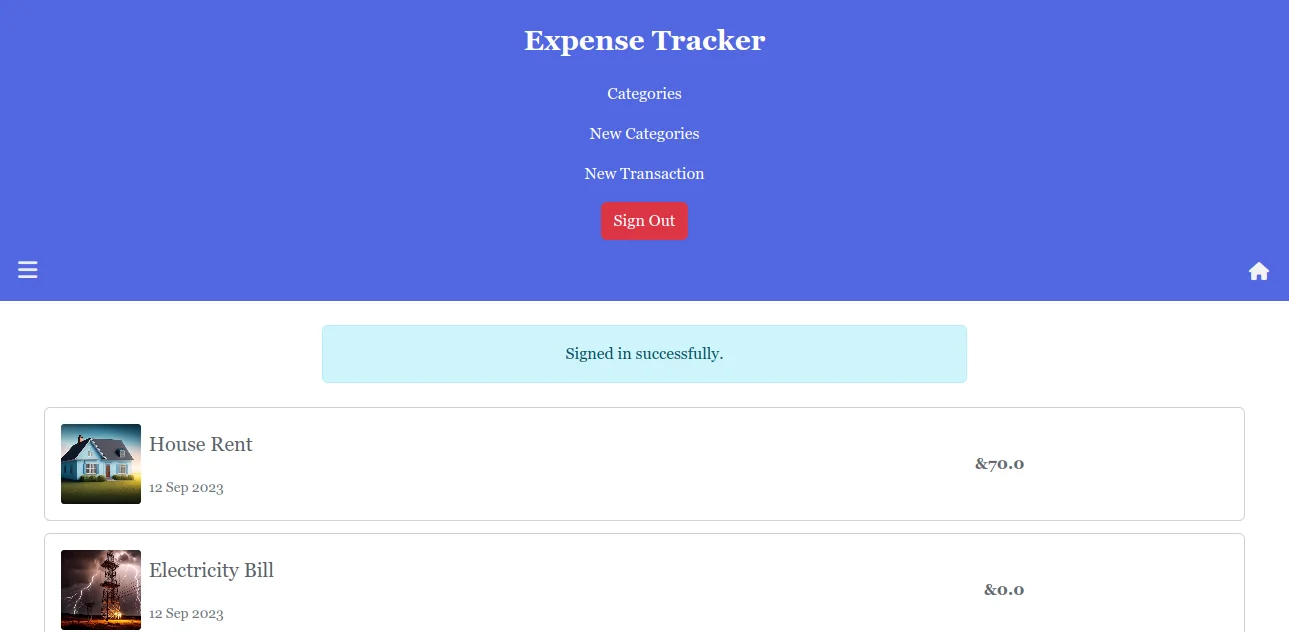 Expense Tracker
Categories
New Categories
New Transaction
Sign Out
Signed in successfully.
House Rent
&70.0
12 Sep 2023
Electricity Bill
&0.0
12 Sep 2023